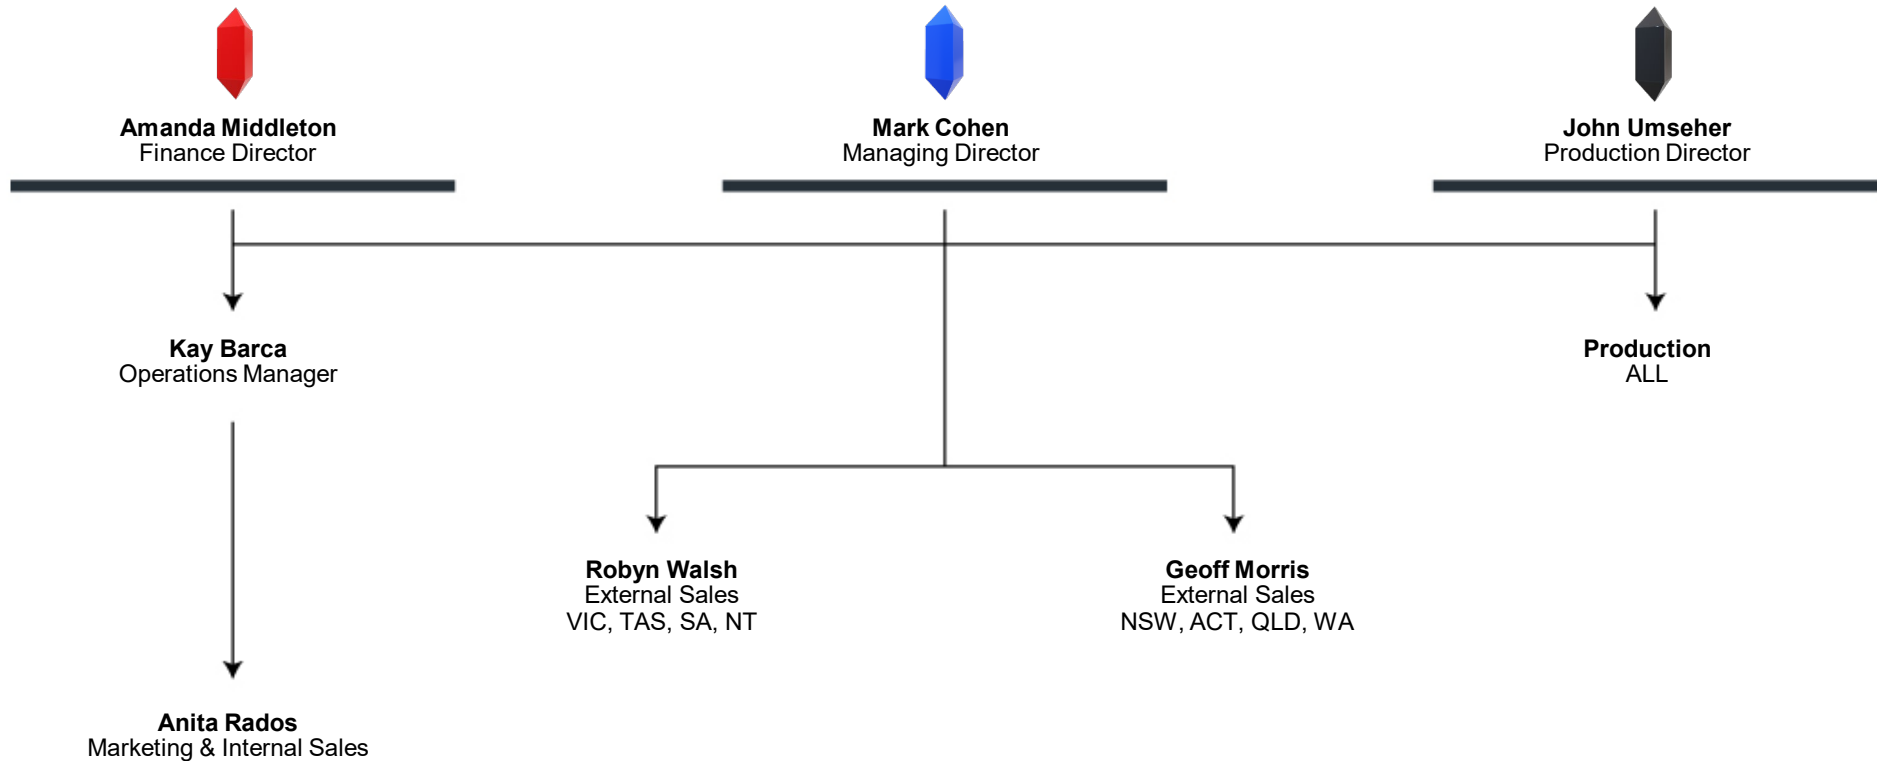 Amanda Middleton
Finance Director
Mark Cohen
Managing Director
John Umseher
Production Director
Kay Barca
Operations Manager
Production
ALL
Robyn Walsh
External Sales
VIC, TAS, SA, NT
Geoff Morris
External Sales
NSW, ACT, QLD, WA
Anita Rados
Marketing & Internal Sales